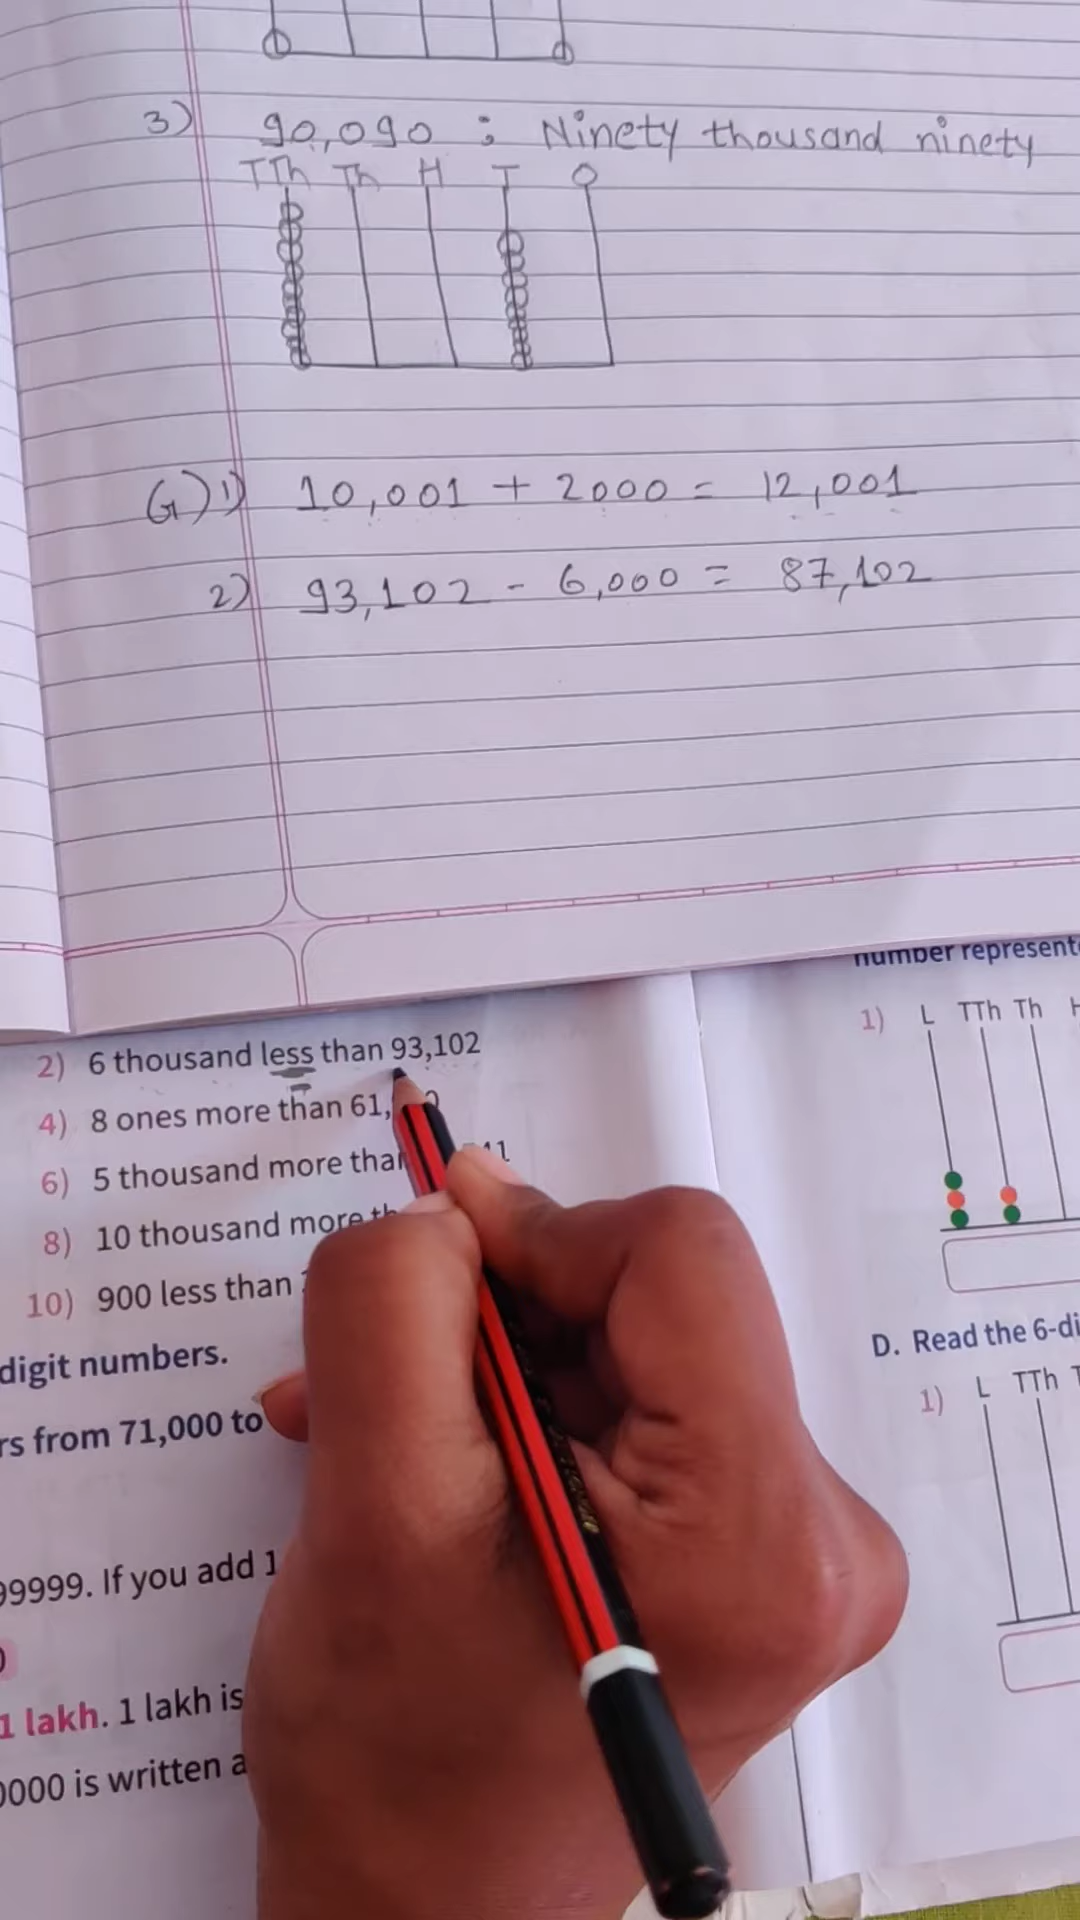 3) 90,090 : Ninety thousand ninety
TTh Th H T O
G) 1) 10,001 + 2000 = 12,001
2) 93,102 - 6,000 = 87,102
2) 6 thousand less than 93,102
4) 8 ones more than 61,
6) 5 thousand more than
8) 10 thousand more
10) 900 less than
digit numbers.
rs from 71,000 to
99999. If you add 1
1 lakh. 1 lakh is
0000 is written a
number represent
1) L TTh Th H
D. Read the 6-di
1) L TTh T